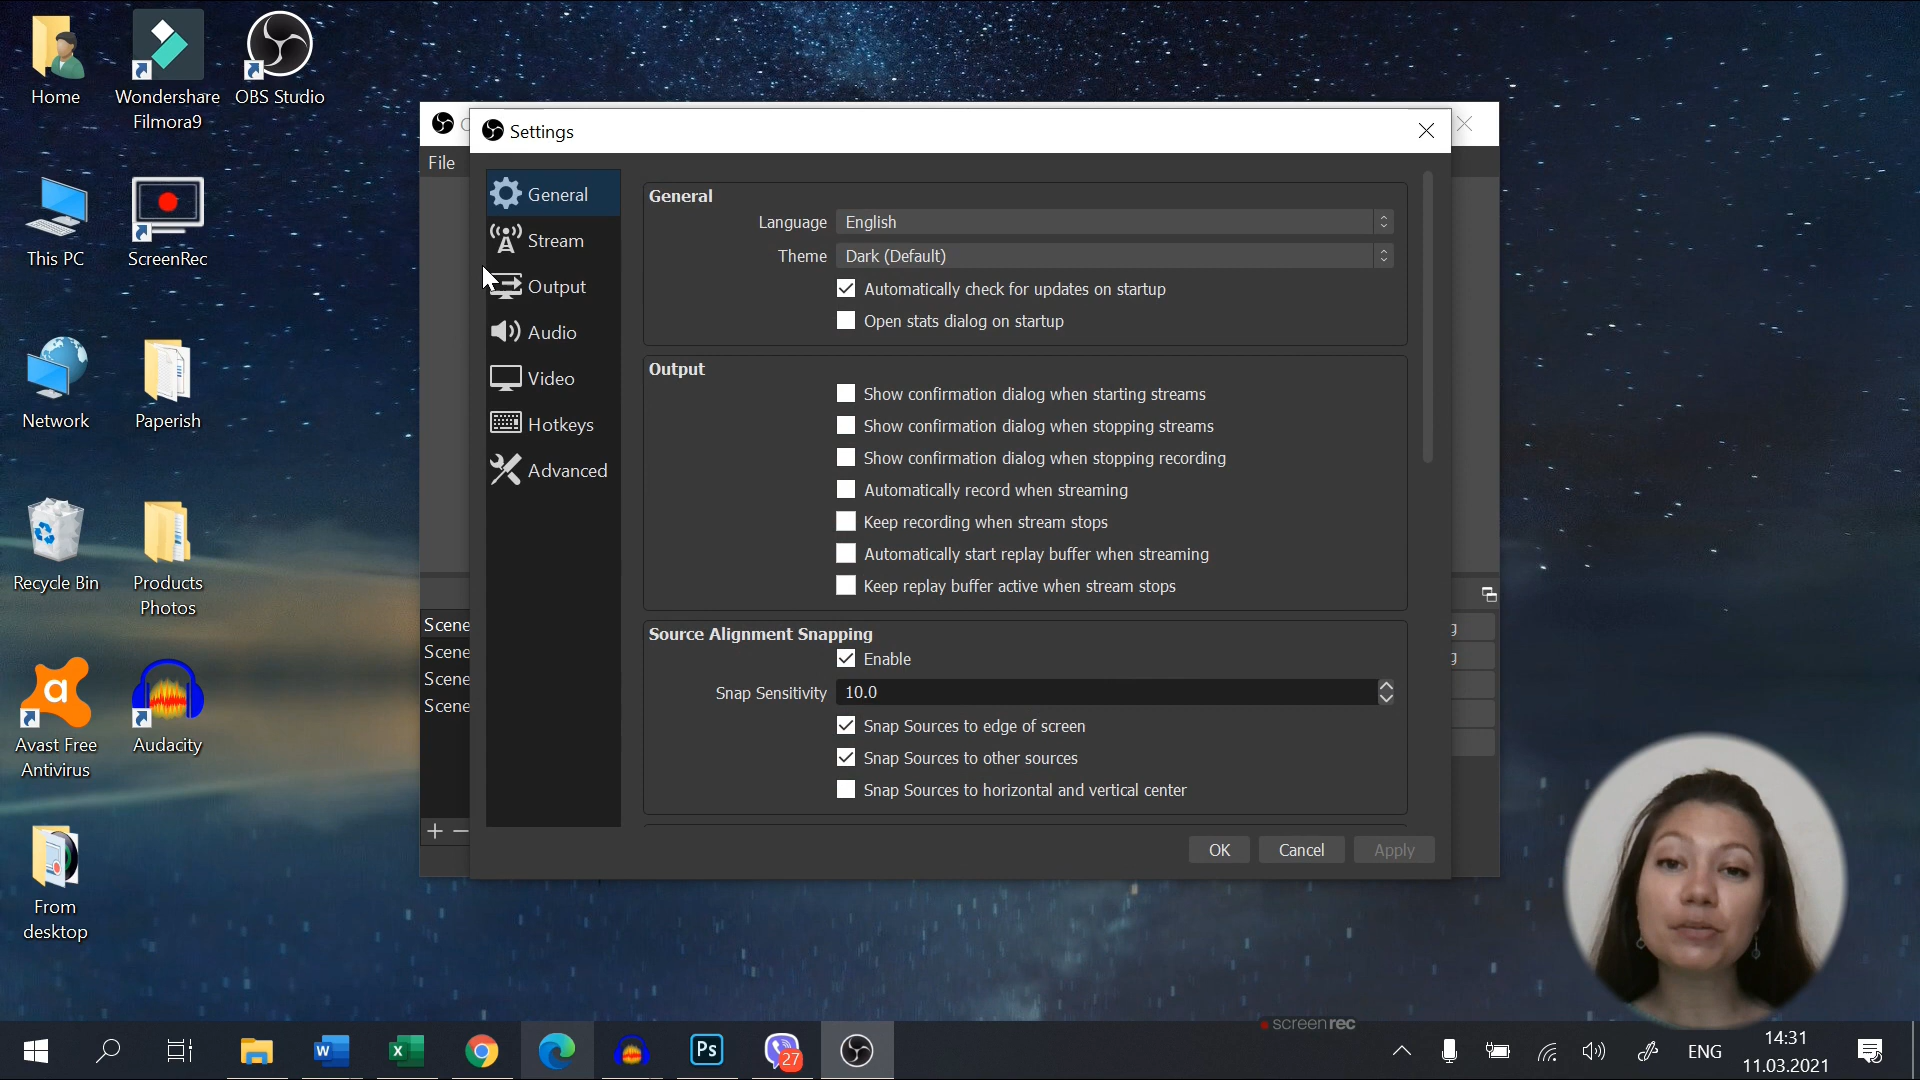 Home
Wondershare
Filmora9
OBS Studio
This PC
ScreenRec
Network
Paperish
Recycle Bin
Products
Photos
Avast Free
Antivirus
Audacity
From
desktop
File
Scene
Scene
Scene
Scene
Settings
General
Stream
Output
Audio
Video
Hotkeys
Advanced
General
Language English
Theme Dark (Default)
Automatically check for updates on startup
Open stats dialog on startup
Output
Show confirmation dialog when starting streams
Show confirmation dialog when stopping streams
Show confirmation dialog when stopping recording
Automatically record when streaming
Keep recording when stream stops
Automatically start replay buffer when streaming
Keep replay buffer active when stream stops
Source Alignment Snapping
Enable
Snap Sensitivity 10.0
Snap Sources to edge of screen
Snap Sources to other sources
Snap Sources to horizontal and vertical center
OK Cancel Apply
screenrec
Ps
27
ENG
14:31
11.03.2021